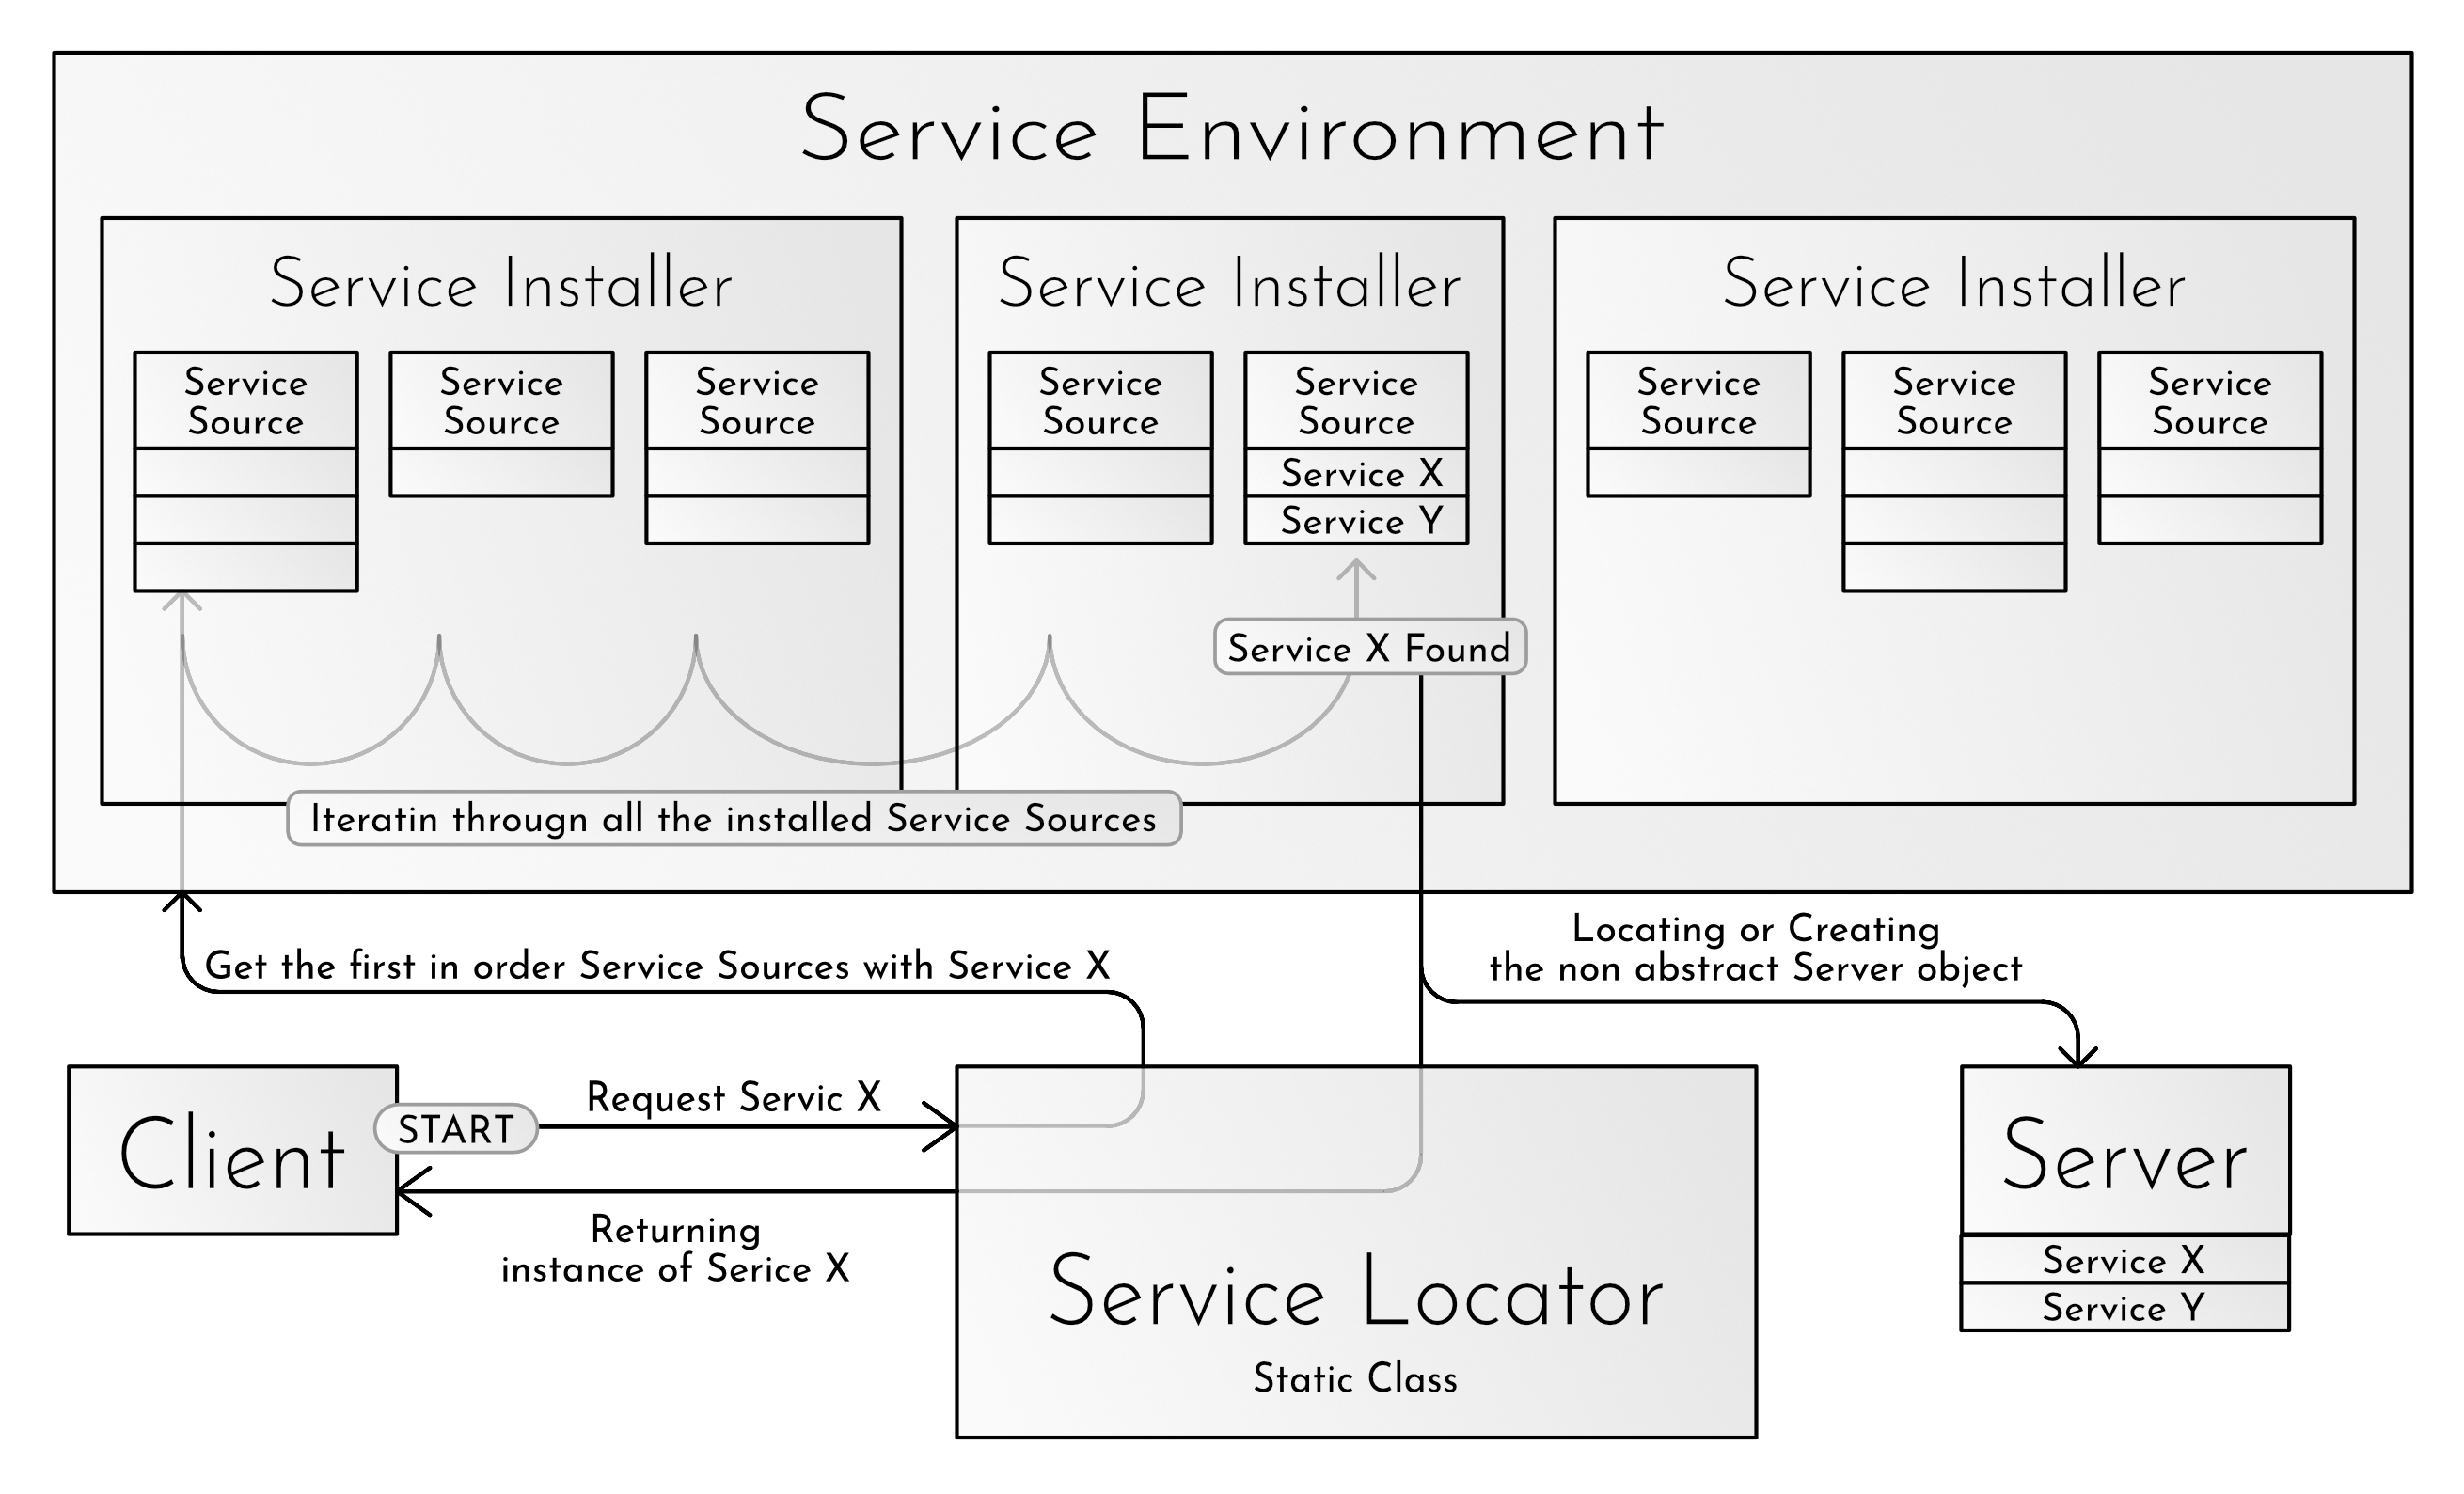 Service Environment
Service Installer
Service Installer
Service Installer
Service
Source
Service
Source
Service
Source
Service
Source
Service
Source
Service X
Service Y
Service
Source
Service
Source
Service
Source
Service X Found
Iteratin througn all the installed Service Sources
Get the first in order Service Sources with Service X
Locating or Creating
the non abstract Server object
Client
START
Request Servic X
Returning
instance of Serice X
Service Locator
Static Class
Server
Service X
Service Y